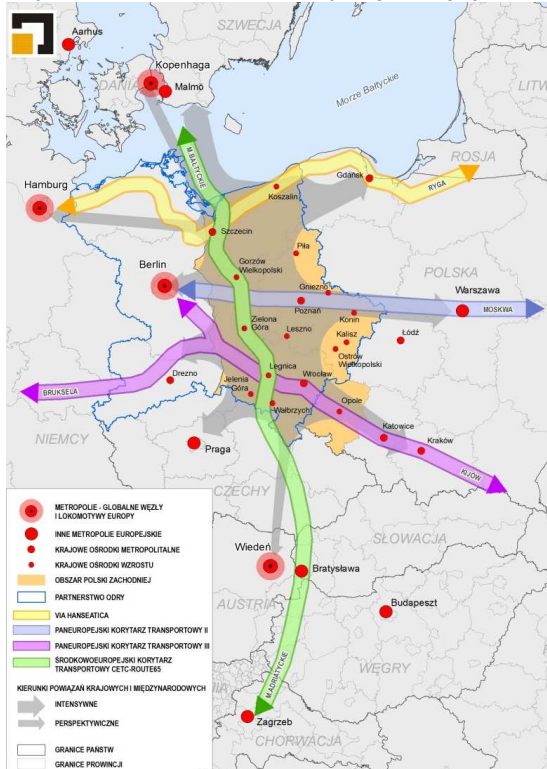 Aarhus
SZWECJA
Kopenhaga
DANIA
Malmö
Morze Bałtyckie
LITW
M.BAŁTYCKIE
ROSJA
Hamburg
Gdańsk
RYGA
Koszalin
Szczecin
Piła
Berlin
Gorzów
Wielkopolski
POLSKA
Gniezno
Warszawa
Poznań
MOSKWA
Konin
Zielona
Góra
Leszno
Kalisz
Łódź
Ostrów
Wielkopolski
Legnica
Wrocław
Drezno
Jelenia
Góra
BRUKSELA
Wałbrzych
Opole
NIEMCY
Katowice
Kraków
Praga
KIJÓW
CZECHY
SŁOWACJA
Wiedeń
Bratysława
AUSTRIA
Budapeszt
WĘGRY
M.ADRIATYCKIE
Zagrzeb
CHORWACJA
METROPOLIE - GLOBALNE WĘZŁY
I LOKOMOTYWY EUROPY
INNE METROPOLIE EUROPEJSKIE
KRAJOWE OŚRODKI METROPOLITALNE
KRAJOWE OŚRODKI WZROSTU
OBSZAR POLSKI ZACHODNIEJ
PARTNERSTWO ODRY
VIA HANSEATICA
PANEUROPEJSKI KORYTARZ TRANSPORTOWY II
PANEUROPEJSKI KORYTARZ TRANSPORTOWY III
ŚRODKOWOEUROPEJSKI KORYTARZ
TRANSPORTOWY CETC-ROUTE65
KIERUNKI POWIĄZAŃ KRAJOWYCH I MIĘDZYNARODOWYCH
INTENSYWNE
PERSPEKTYWICZNE
GRANICE PAŃSTW
GRANICE PROWINCJI